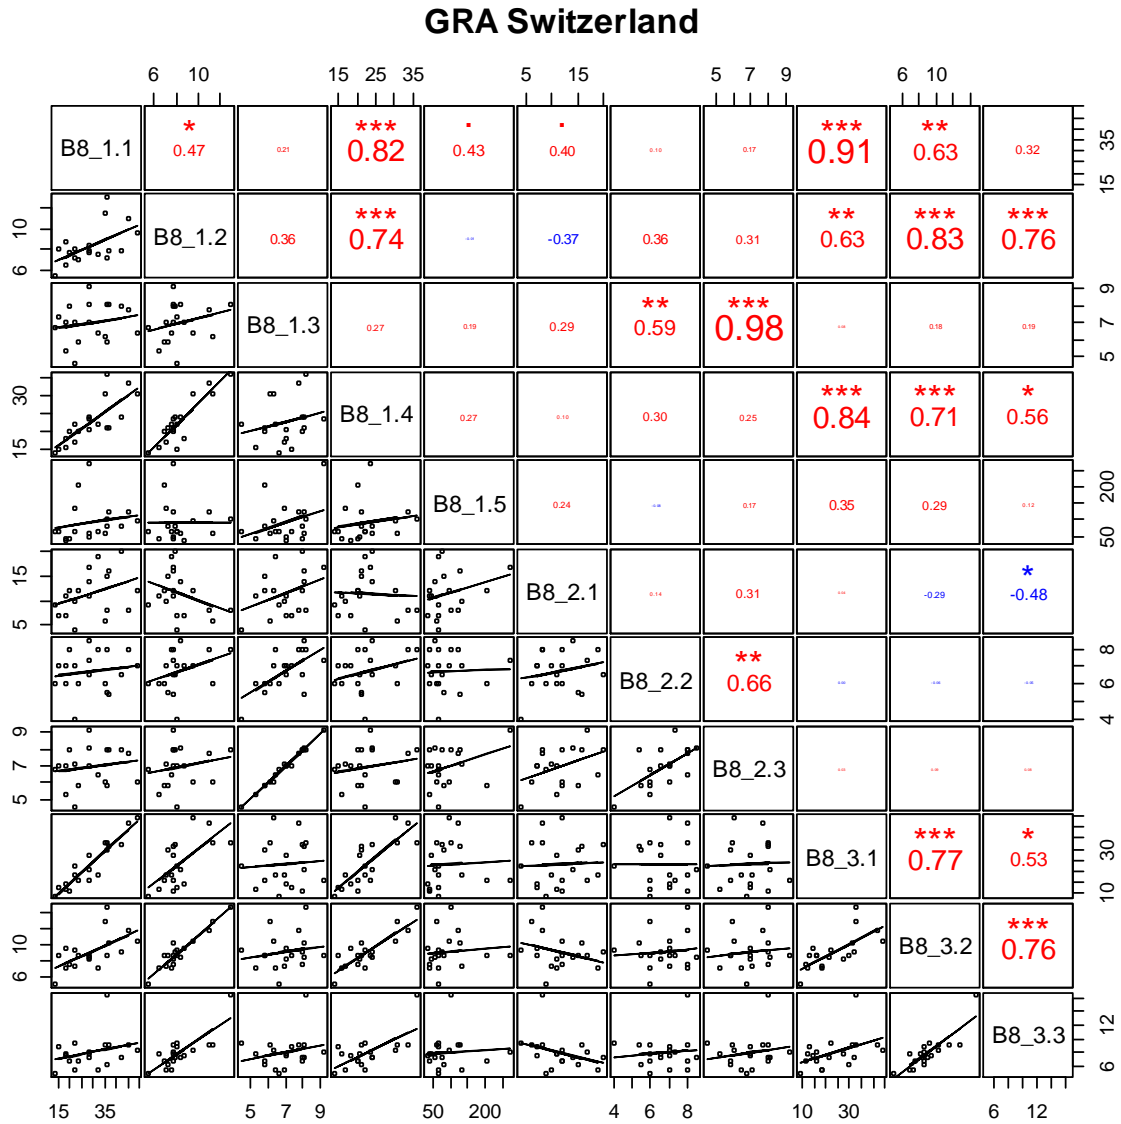 GRA Switzerland
6 10 15 25 35 5 15 5 7 9 6 10
* *** . . *** **
B8_1.1 0.47 0.21 0.82 0.43 0.40 0.10 0.17 0.91 0.63 0.32 15 35
*** ** *** ***
6 10 B8_1.2 0.36 0.74 -0.37 0.36 0.31 0.63 0.83 0.76
** ***
B8_1.3 0.27 0.19 0.29 0.59 0.98 0.18 0.19 5 7 9
*** *** *
15 30 B8_1.4 0.27 0.10 0.30 0.25 0.84 0.71 0.56
B8_1.5 0.24 0.17 0.35 0.29 0.12 50 200
*
5 15 B8_2.1 0.14 0.31 -0.29 -0.48
**
B8_2.2 0.66 4 6 8
5 7 9 B8_2.3
*** *
B8_3.1 0.77 0.53 10 30
***
6 10 B8_3.2 0.76
B8_3.3 6 12
15 35 5 7 9 50 200 4 6 8 10 30 6 12